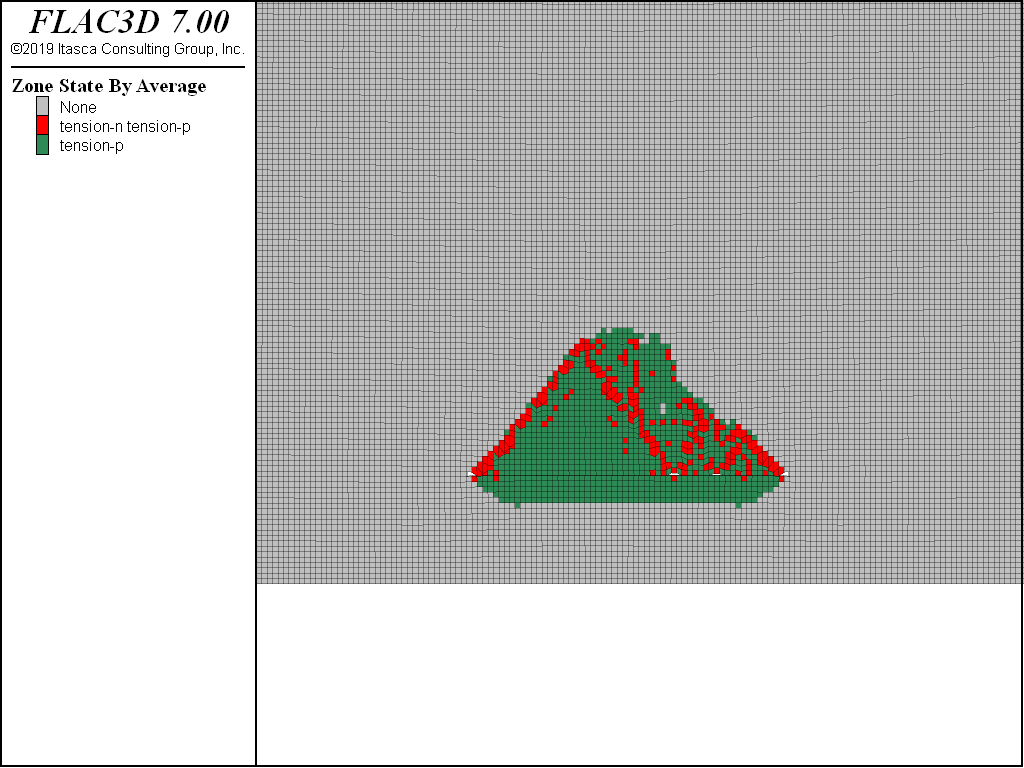 FLAC3D 7.00
©2019 Itasca Consulting Group, Inc.
Zone State By Average
None
tension-n tension-p
tension-p